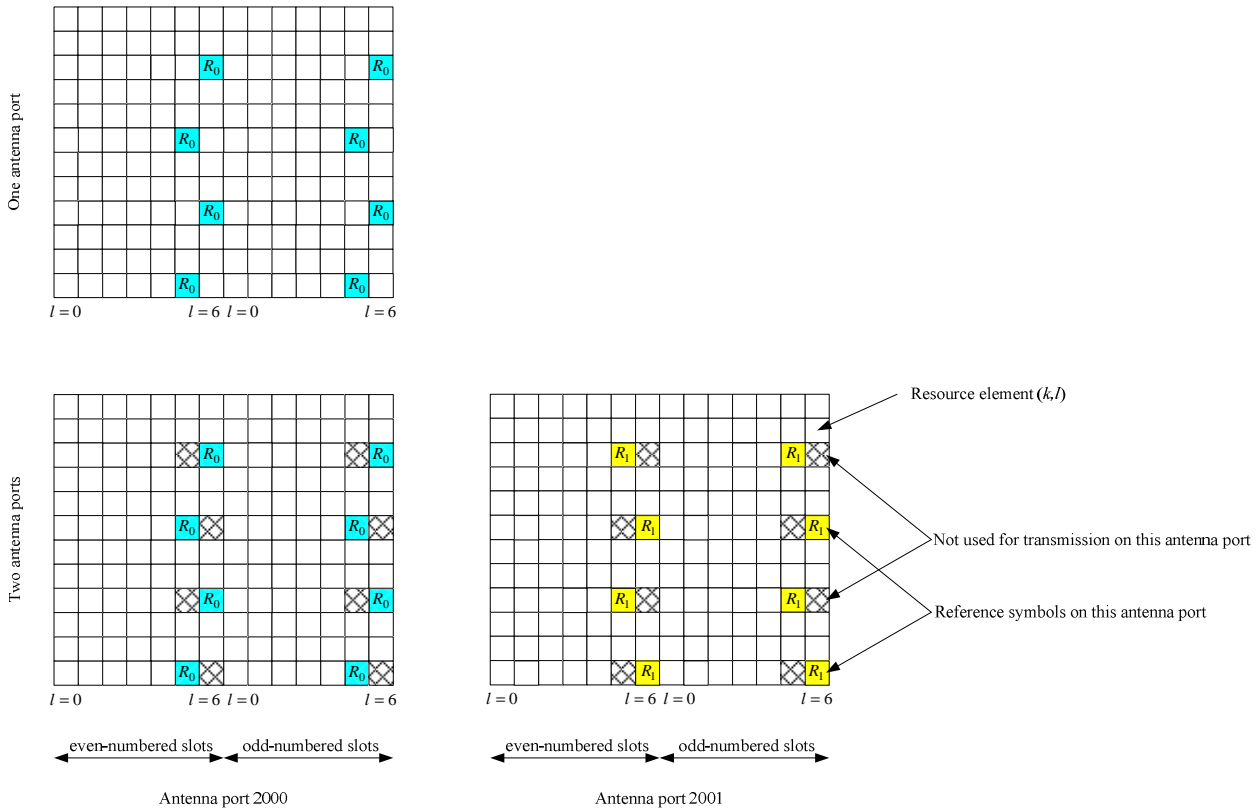 One antenna port
R0 R0
R0 R0
R0 R0
R0 R0
l = 0 l = 6 l = 0 l = 6
Two antenna ports
Resource element (k,l)
R0 R0 R1 R1
R0 R0 R1 R1
Not used for transmission on this antenna port
R0 R0 R1 R1
Reference symbols on this antenna port
R0 R0 R1 R1
l = 0 l = 6 l = 0 l = 6 l = 0 l = 6 l = 0 l = 6
even-numbered slots odd-numbered slots even-numbered slots odd-numbered slots
Antenna port 2000 Antenna port 2001